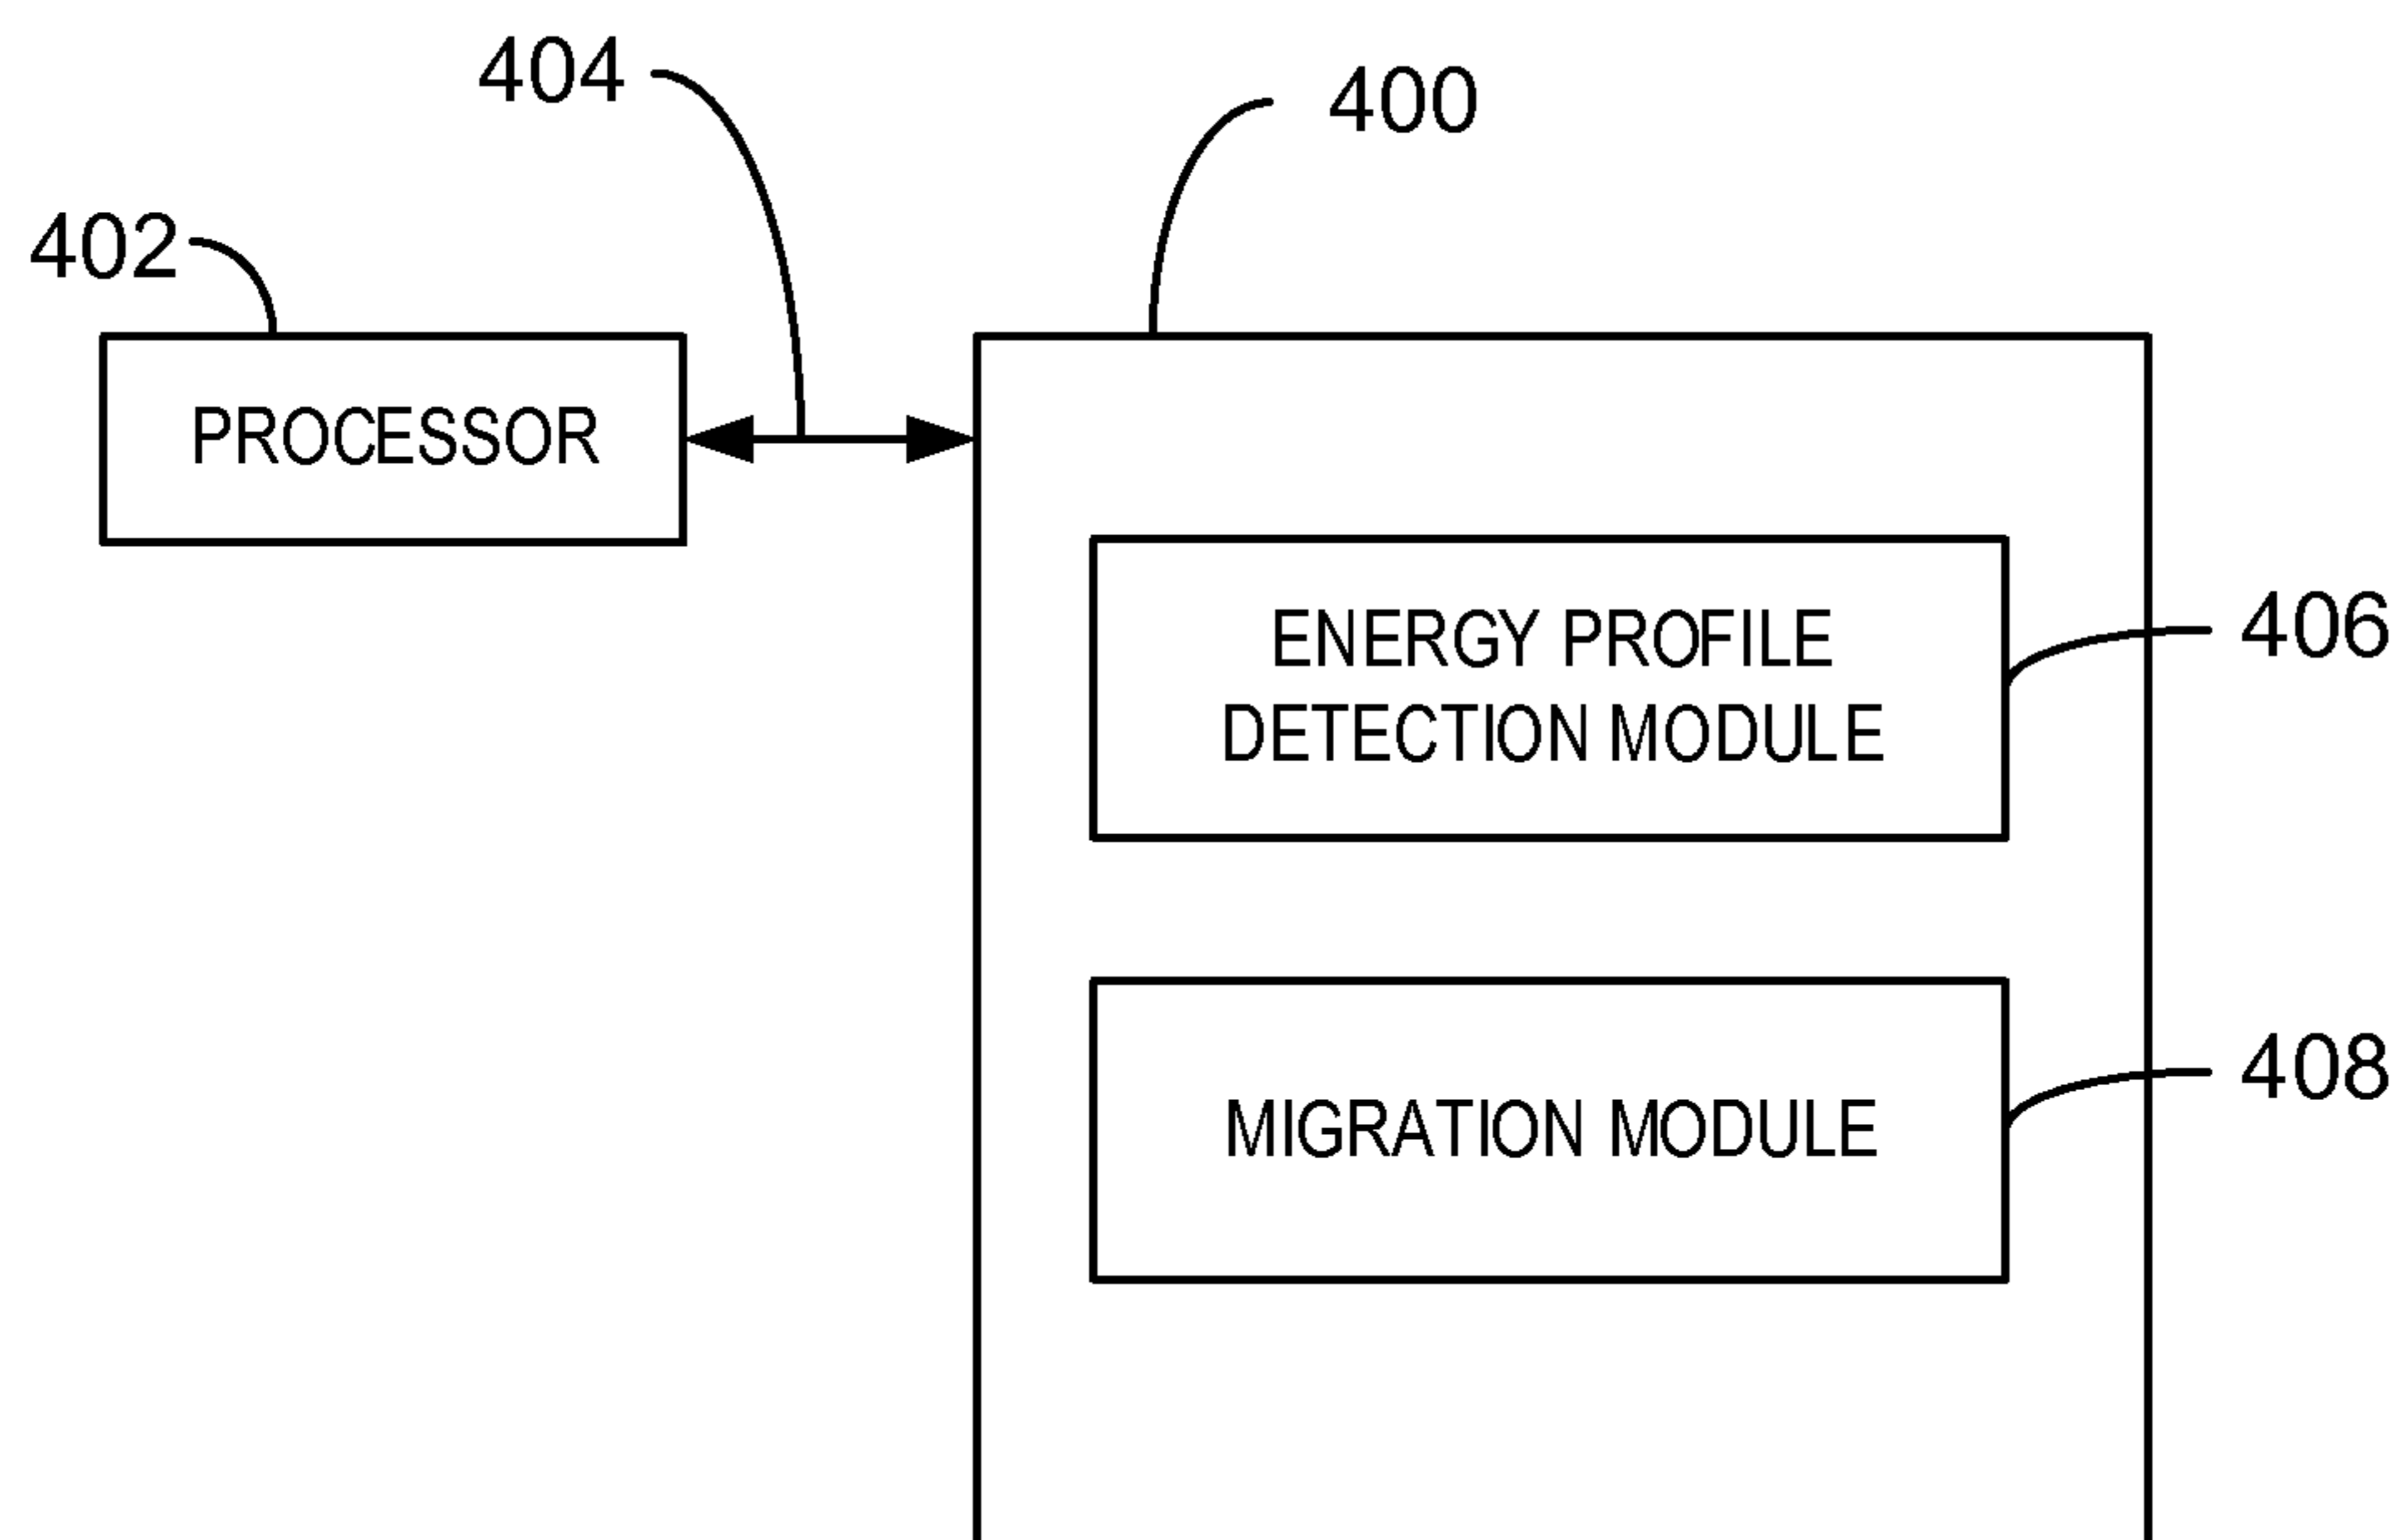 404
400
402
PROCESSOR
ENERGY PROFILE
DETECTION MODULE
406
MIGRATION MODULE
408